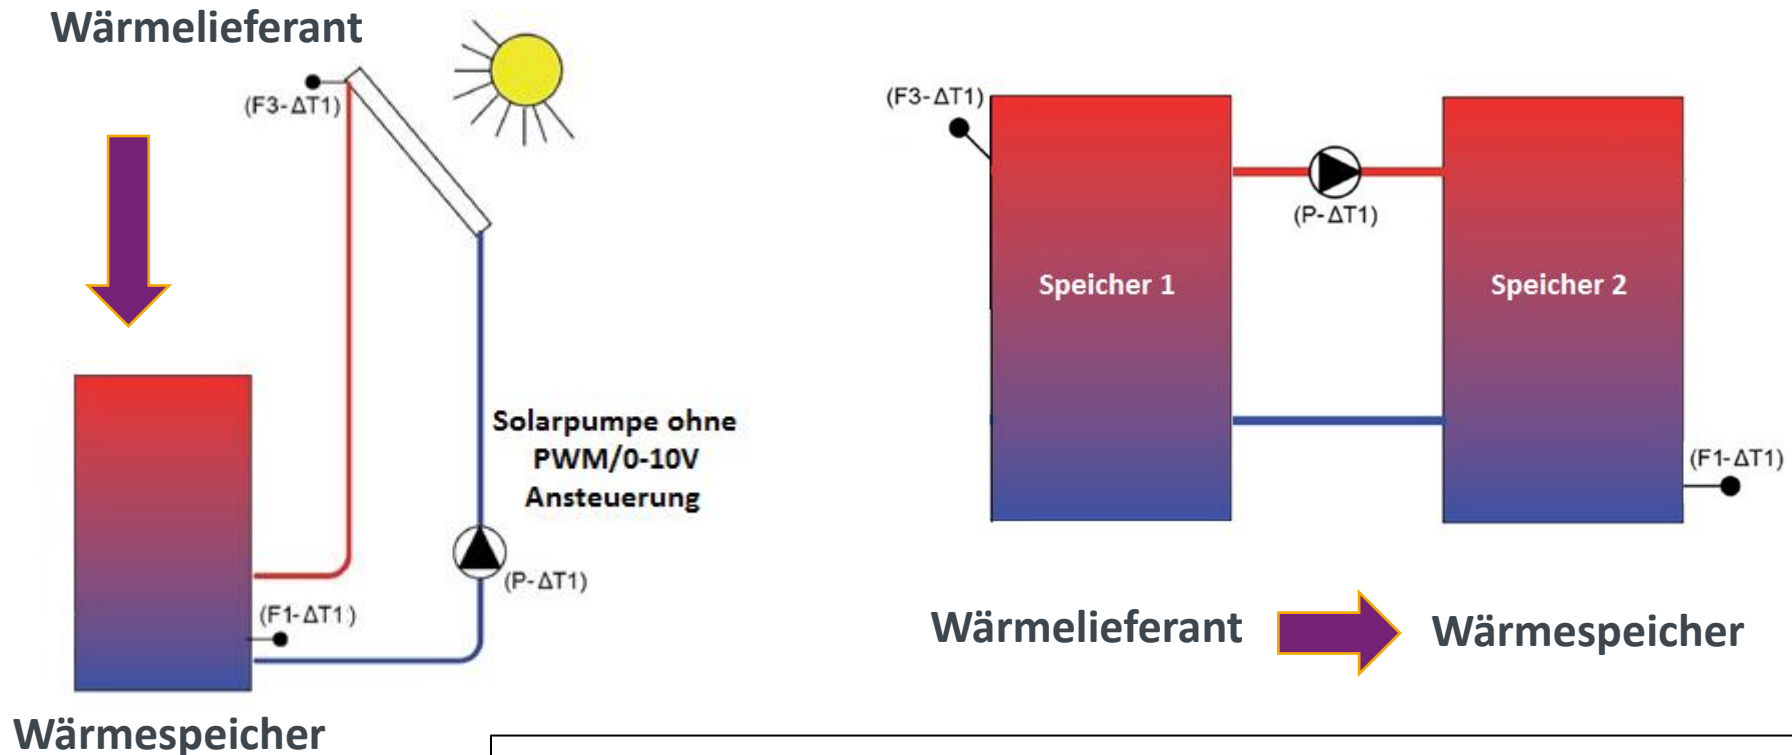 Wärmelieferant
(F3-ΔT1)
Solarpumpe ohne
PWM/0-10V
Ansteuerung
(P-ΔT1)
(F1-ΔT1)
Wärmespeicher
(F3-ΔT1)
(P-ΔT1)
Speicher 1
Speicher 2
(F1-ΔT1)
Wärmelieferant
Wärmespeicher